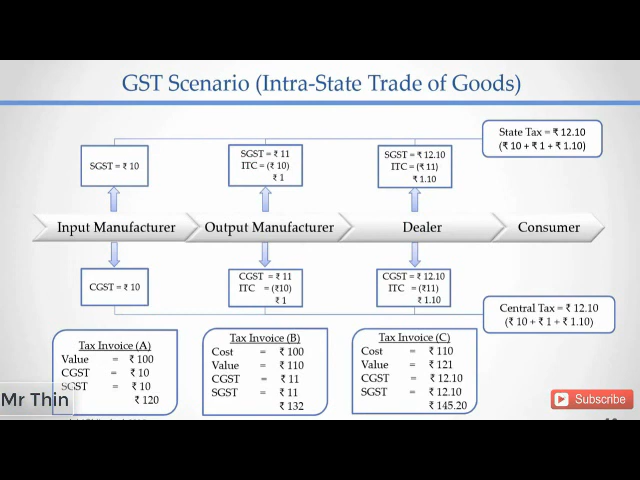 GST Scenario (Intra-State Trade of Goods)
State Tax = ₹ 12.10
(₹ 10 + ₹ 1 + ₹ 1.10)
SGST = ₹ 10
SGST = ₹ 11
ITC = (₹ 10)
₹ 1
SGST = ₹ 12.10
ITC = (₹ 11)
₹ 1.10
Input Manufacturer
Output Manufacturer
Dealer
Consumer
CGST = ₹ 10
CGST = ₹ 11
ITC = (₹10)
₹ 1
CGST = ₹ 12.10
ITC = (₹11)
₹ 1.10
Central Tax = ₹ 12.10
(₹ 10 + ₹ 1 + ₹ 1.10)
Tax Invoice (A)
Value = ₹ 100
CGST = ₹ 10
SGST = ₹ 10
₹ 120
Tax Invoice (B)
Cost = ₹ 100
Value = ₹ 110
CGST = ₹ 11
SGST = ₹ 11
₹ 132
Tax Invoice (C)
Cost = ₹ 110
Value = ₹ 121
CGST = ₹ 12.10
SGST = ₹ 12.10
₹ 145.20
Mr Thin
Subscribe